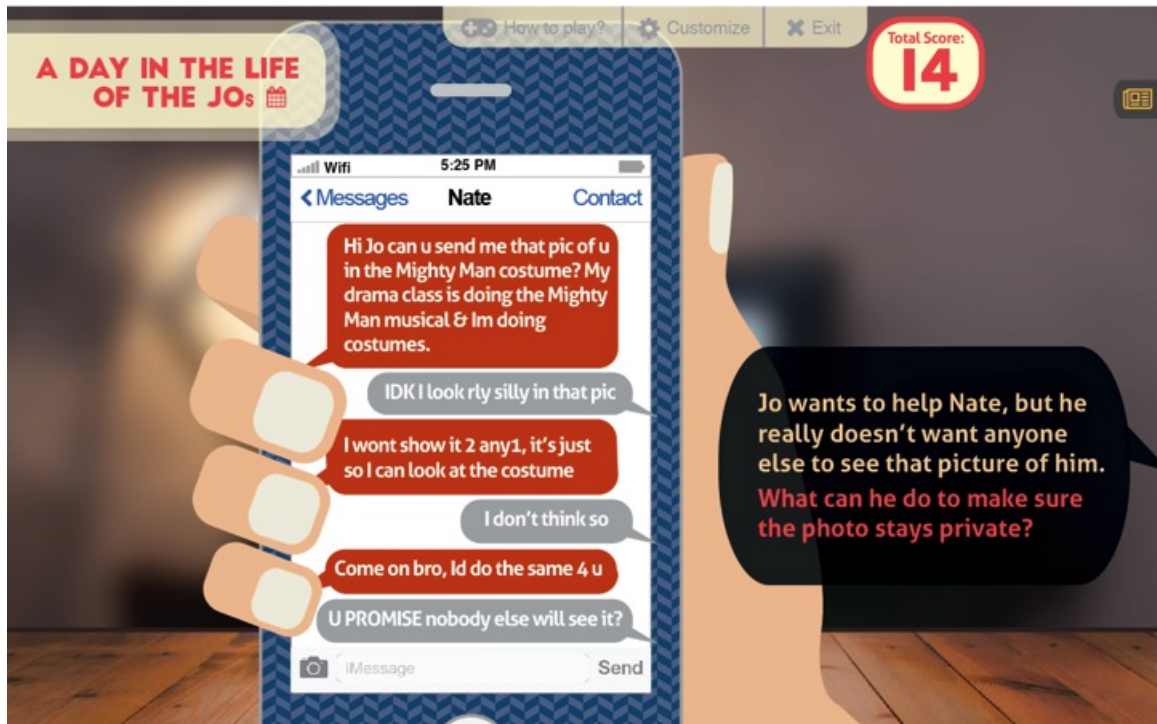 How to play?
Customize
Exit
A DAY IN THE LIFE
OF THE JOs
Total Score:
14
Wifi
5:25 PM
Messages
Nate
Contact
Hi Jo can u send me that pic of u
in the Mighty Man costume? My
drama class is doing the Mighty
Man musical & Im doing
costumes.
IDK I look rly silly in that pic
I wont show it 2 any1, it's just
so I can look at the costume
I don't think so
Come on bro, Id do the same 4 u
U PROMISE nobody else will see it?
iMessage
Send
Jo wants to help Nate, but he
really doesn't want anyone
else to see that picture of him.
What can he do to make sure
the photo stays private?